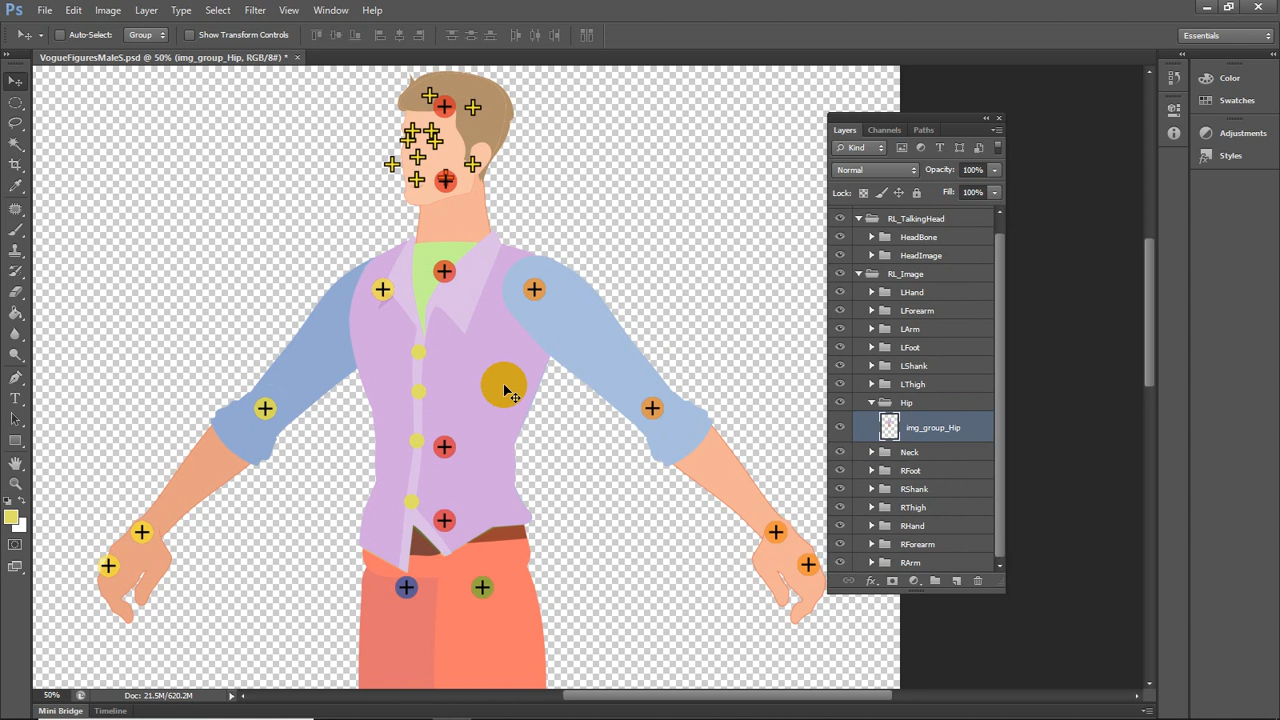 Ps File Edit Image Layer Type Select Filter View Window Help
Auto-Select: Group Show Transform Controls Essentials
VogueFiguresMaleS.psd @ 50% (img_group_Hip, RGB/8#) * ×
Color
Swatches
Adjustments
Styles
Layers Channels Paths
Kind
Normal Opacity: 100%
Lock: Fill: 100%
RL_TalkingHead
HeadBone
HeadImage
RL_Image
LHand
LForearm
LArm
LFoot
LShank
LThigh
Hip
img_group_Hip
Neck
RFoot
RShank
RThigh
RHand
RForearm
RArm
50% Doc: 21.5M/620.2M
Mini Bridge Timeline